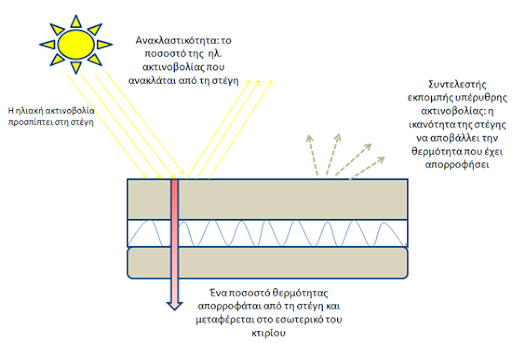 Ανακλαστικότητα: το
ποσοστό της ηλ.
ακτινοβολίας που
ανακλάται από τη στέγη
Η ηλιακή ακτινοβολία
προσπίπτει στη στέγη
Συντελεστής
εκπομπής υπέρυθρης
ακτινοβολίας: η
ικανότητα της στέγης
να αποβάλλει την
θερμότητα που έχει
απορροφήσει
Ένα ποσοστό θερμότητας
απορροφάται από τη στέγη και
μεταφέρεται στο εσωτερικό του
κτιρίου